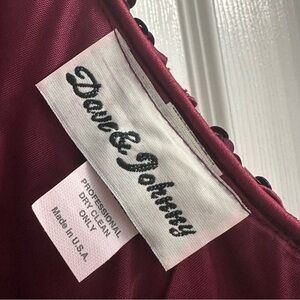 Dave & Johnny
PROFESSIONAL
DRY CLEAN
ONLY
Made in U.S.A.